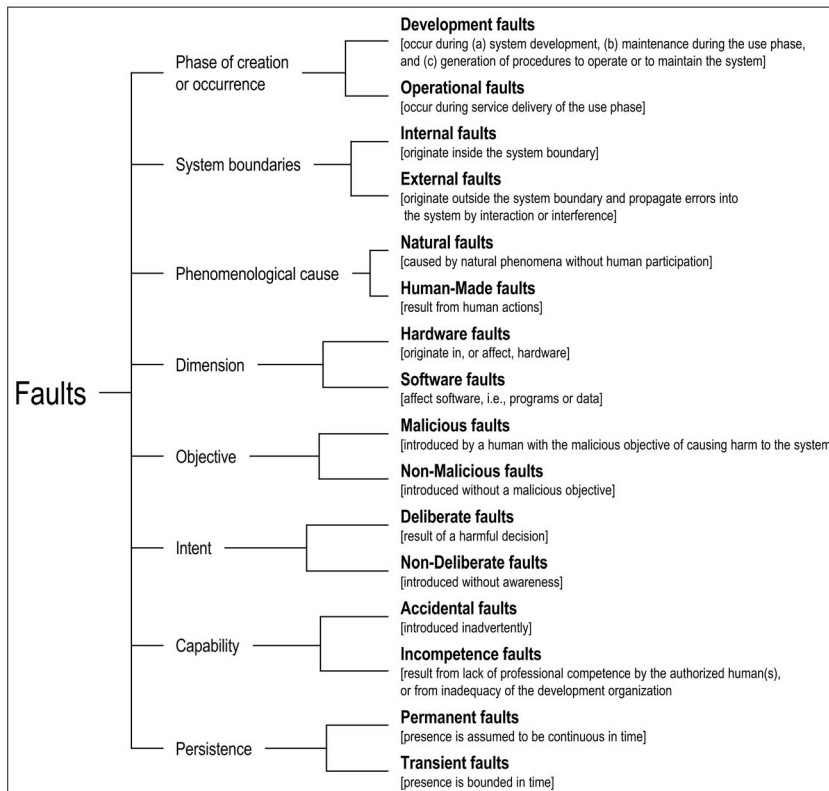 Faults
Phase of creation
or occurrence
Development faults
[occur during (a) system development, (b) maintenance during the use phase,
and (c) generation of procedures to operate or to maintain the system]
Operational faults
[occur during service delivery of the use phase]
System boundaries
Internal faults
[originate inside the system boundary]
External faults
[originate outside the system boundary and propagate errors into
the system by interaction or interference]
Phenomenological cause
Natural faults
[caused by natural phenomena without human participation]
Human-Made faults
[result from human actions]
Dimension
Hardware faults
[originate in, or affect, hardware]
Software faults
[affect software, i.e., programs or data]
Objective
Malicious faults
[introduced by a human with the malicious objective of causing harm to the system
Non-Malicious faults
[introduced without a malicious objective]
Intent
Deliberate faults
[result of a harmful decision]
Non-Deliberate faults
[introduced without awareness]
Capability
Accidental faults
[introduced inadvertently]
Incompetence faults
[result from lack of professional competence by the authorized human(s),
or from inadequacy of the development organization
Persistence
Permanent faults
[presence is assumed to be continuous in time]
Transient faults
[presence is bounded in time]